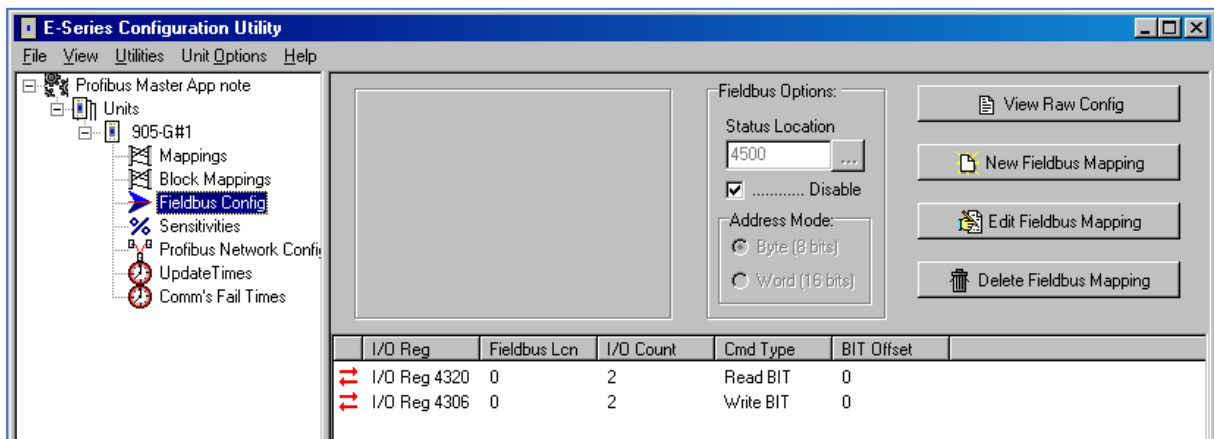 E-Series Configuration Utility
File View Utilities Unit Options Help
Profibus Master App note
Units
905-G#1
Mappings
Block Mappings
Fieldbus Config
Sensitivities
Profibus Network Config
UpdateTimes
Comm's Fail Times
Fieldbus Options:
Status Location
4500 ...
............ Disable
Address Mode:
Byte (8 bits)
Word (16 bits)
View Raw Config
New Fieldbus Mapping
Edit Fieldbus Mapping
Delete Fieldbus Mapping
I/O Reg Fieldbus Lcn I/O Count Cmd Type BIT Offset
I/O Reg 4320 0 2 Read BIT 0
I/O Reg 4306 0 2 Write BIT 0